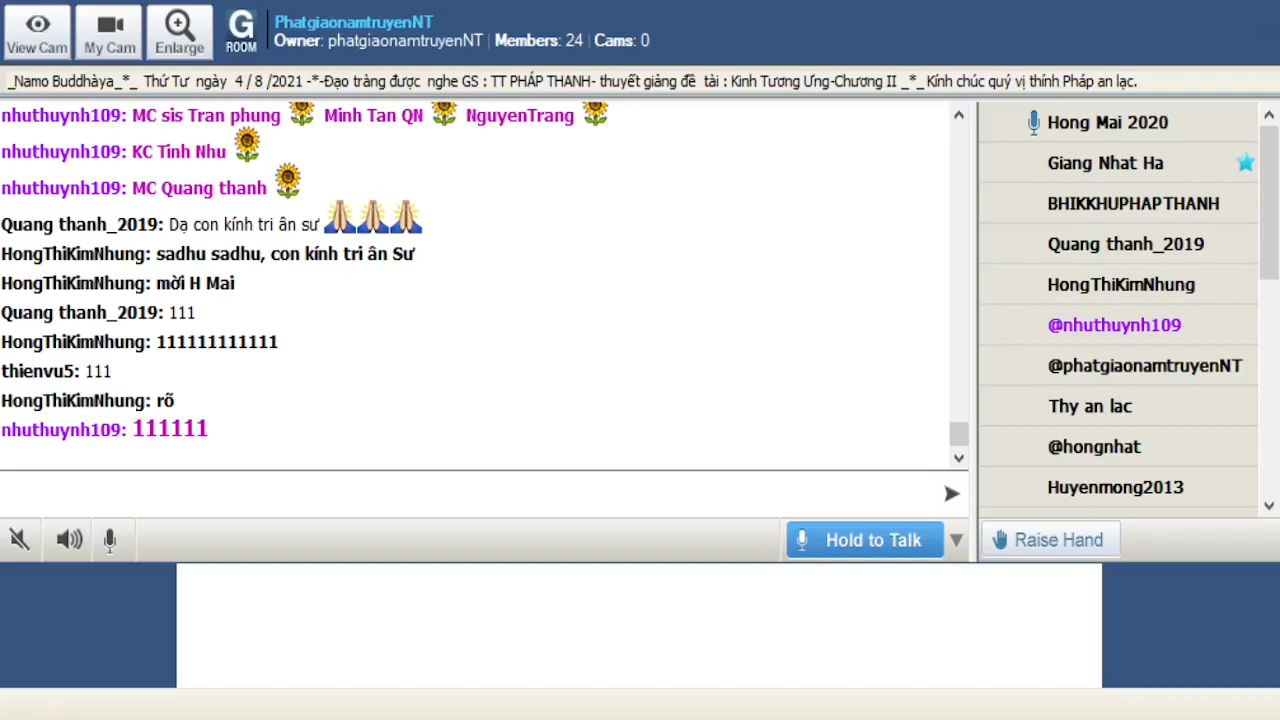 PhatgiaonamtruyenNT
Owner: phatgiaonamtruyenNT | Members: 24 | Cams: 0
View Cam
My Cam
Enlarge
G
ROOM
_Namo Buddhàya_*_ Thứ Tư ngày 4 / 8 /2021 -*-Đạo tràng được nghe GS : TT PHÁP THANH- thuyết giảng đề tài : Kinh Tương Ưng-Chương II _*_ Kính chúc quý vị thính Pháp an lạc.
nhuthuynh109: MC sis Tran phung Minh Tan QN NguyenTrang
nhuthuynh109: KC Tinh Nhu
nhuthuynh109: MC Quang thanh
Quang thanh_2019: Dạ con kính tri ân sư
HongThiKimNhung: sadhu sadhu, con kính tri ân Sư
HongThiKimNhung: mời H Mai
Quang thanh_2019: 111
HongThiKimNhung: 111111111111
thienvu5: 111
HongThiKimNhung: rõ
nhuthuynh109: 111111
Hong Mai 2020
Giang Nhat Ha
BHIKKHUPHAPTHANH
Quang thanh_2019
HongThiKimNhung
@nhuthuynh109
@phatgiaonamtruyenNT
Thy an lac
@hongnhat
Huyenmong2013
Hold to Talk
Raise Hand